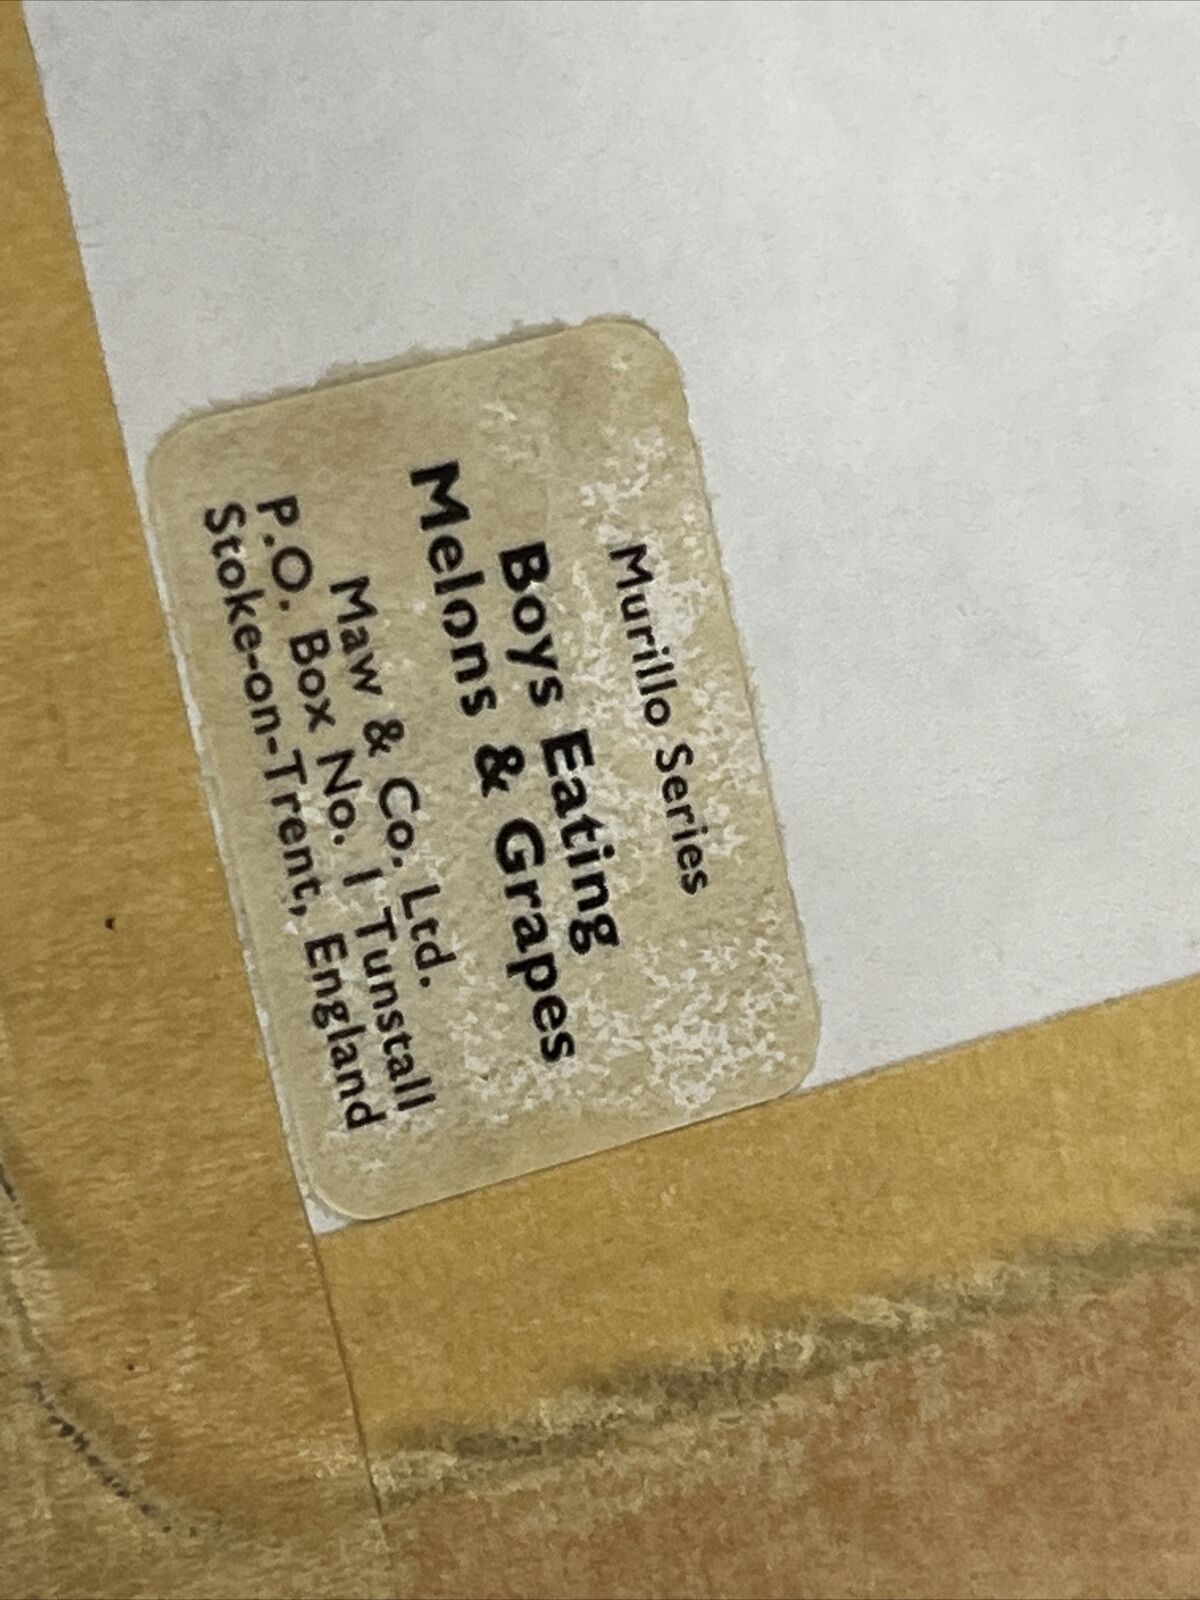 Murillo Series
Boys Eating
Melons & Grapes
Maw & Co. Ltd.
P.O. Box No. 1 Tunstall
Stoke-on-Trent, England